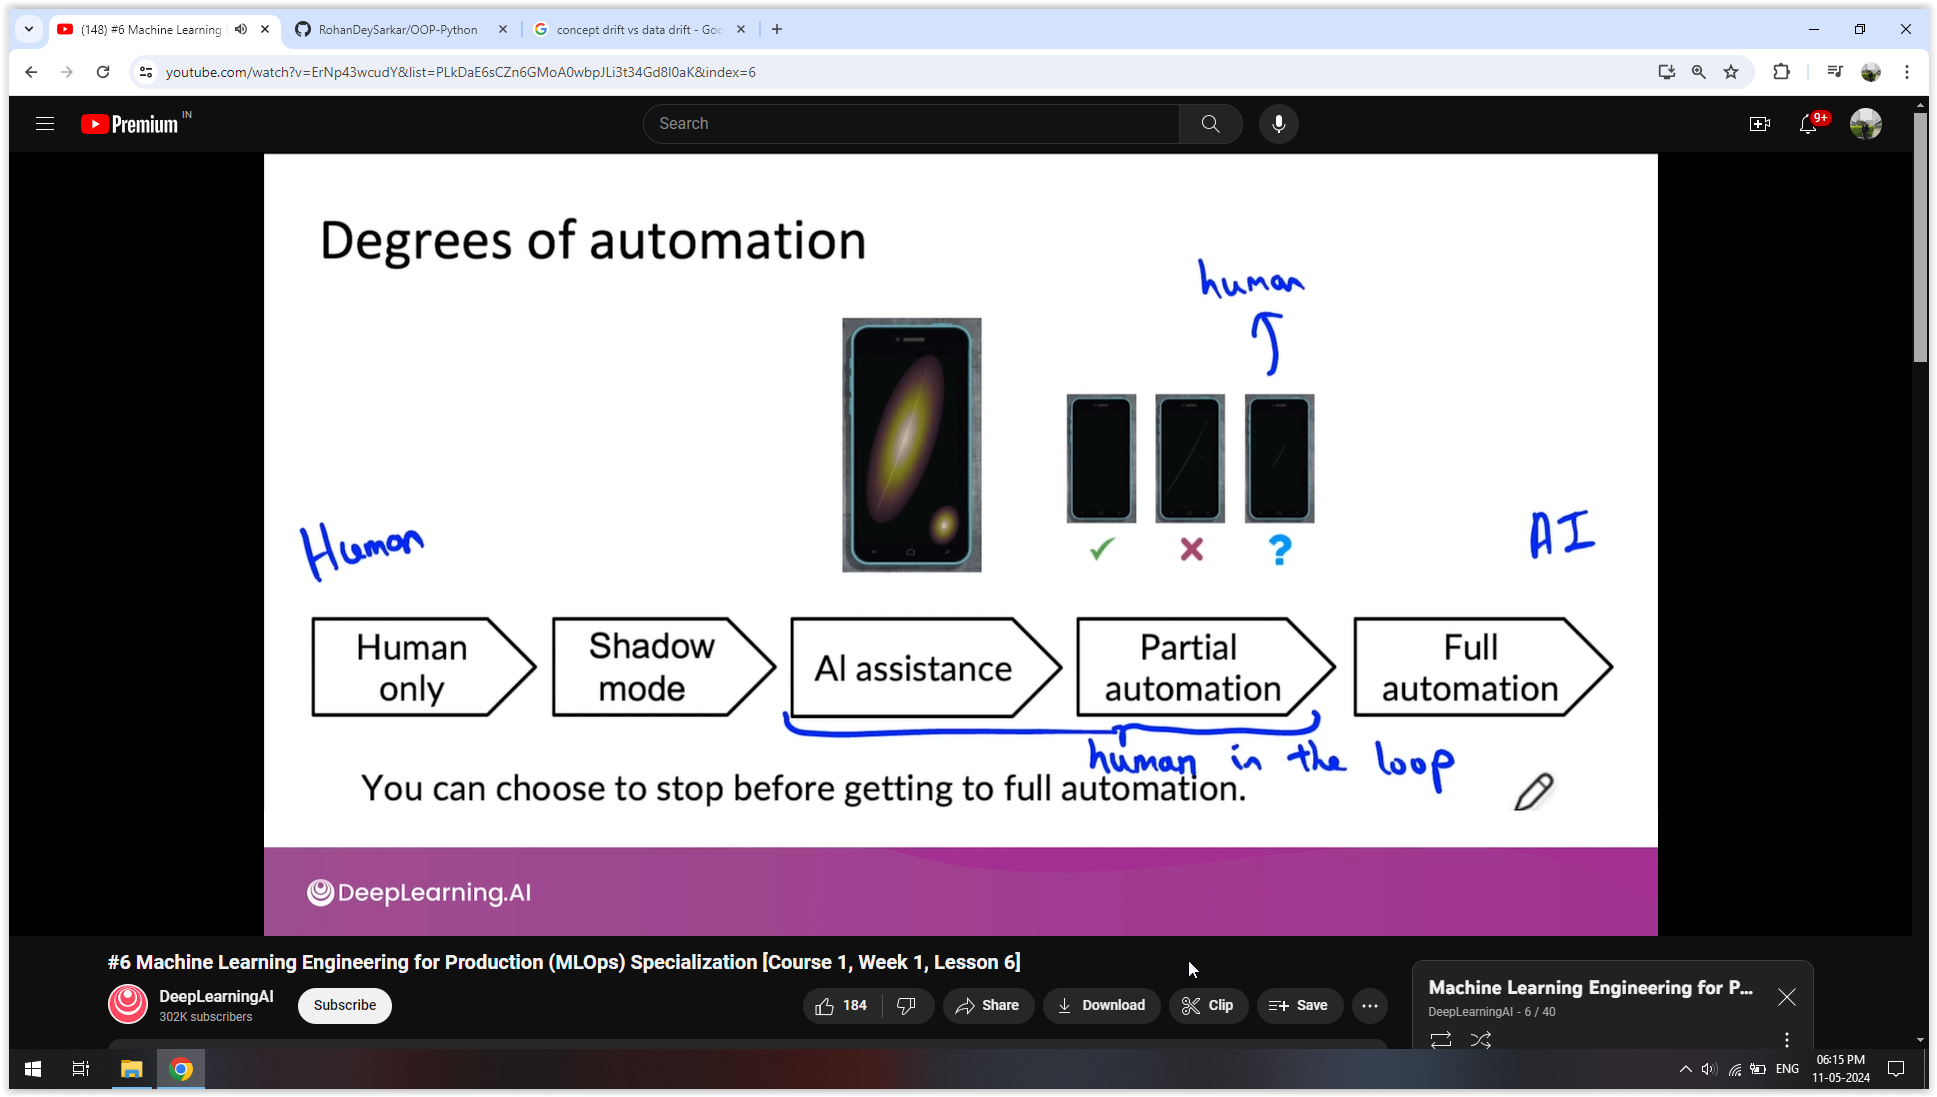 (148) #6 Machine Learning
RohanDeySarkar/OOP-Python
concept drift vs data drift - Goo
youtube.com/watch?v=ErNp43wcudY&list=PLkDaE6sCZn6GMoA0wbpJLi3t34Gd8l0aK&index=6
Premium IN
Search
9+
Degrees of automation
human
Human
AI
Human only
Shadow mode
AI assistance
Partial automation
Full automation
human in the loop
You can choose to stop before getting to full automation.
DeepLearning.AI
#6 Machine Learning Engineering for Production (MLOps) Specialization [Course 1, Week 1, Lesson 6]
DeepLearningAI
302K subscribers
Subscribe
184
Share
Download
Clip
Save
Machine Learning Engineering for P...
DeepLearningAI - 6 / 40
ENG
06:15 PM
11-05-2024